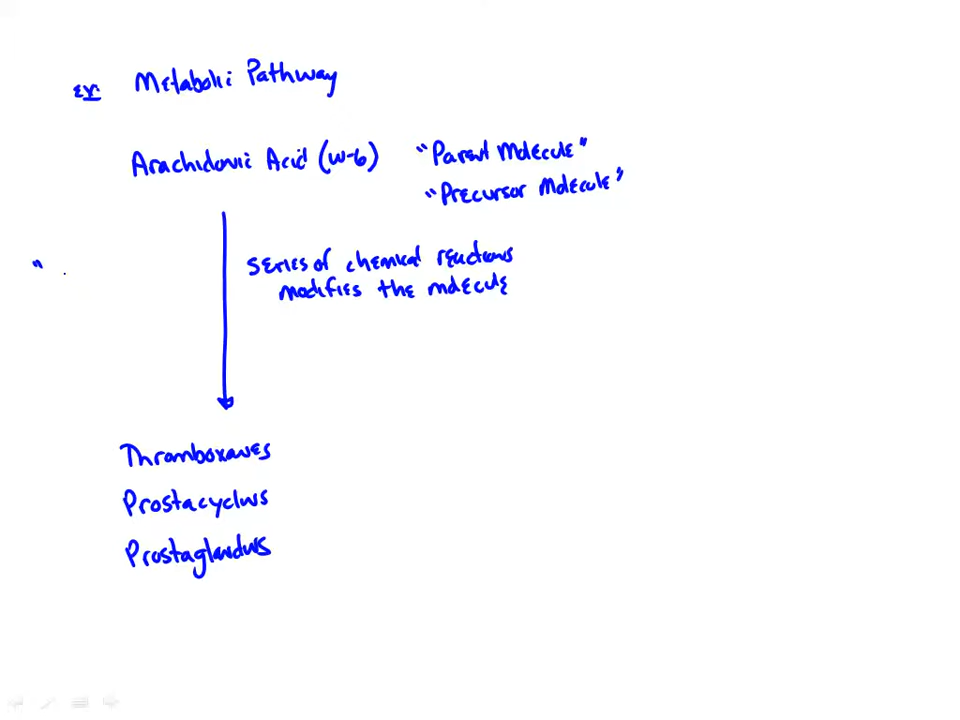 Ex: Metabolic Pathway
Arachidonic Acid (w-6) "Parent Molecule"
"Precursor Molecule"
"
series of chemical reactions
modifies the molecule
Thromboxanes
Prostacyclins
Prostaglandins